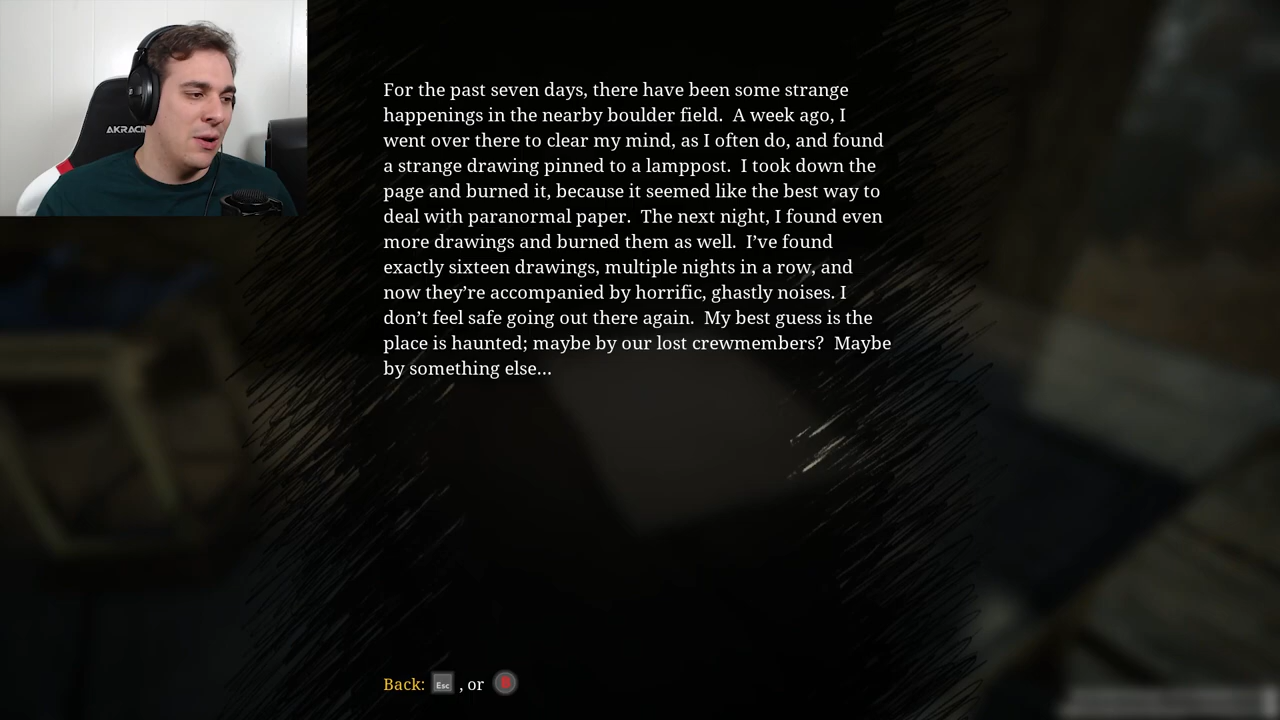 For the past seven days, there have been some strange
happenings in the nearby boulder field.  A week ago, I
went over there to clear my mind, as I often do, and found
a strange drawing pinned to a lamppost.  I took down the
page and burned it, because it seemed like the best way to
deal with paranormal paper.  The next night, I found even
more drawings and burned them as well.  I’ve found
exactly sixteen drawings, multiple nights in a row, and
now they’re accompanied by horrific, ghastly noises. I
don’t feel safe going out there again.  My best guess is the
place is haunted; maybe by our lost crewmembers?  Maybe
by something else…
Back: Esc , or B
AKRACIN